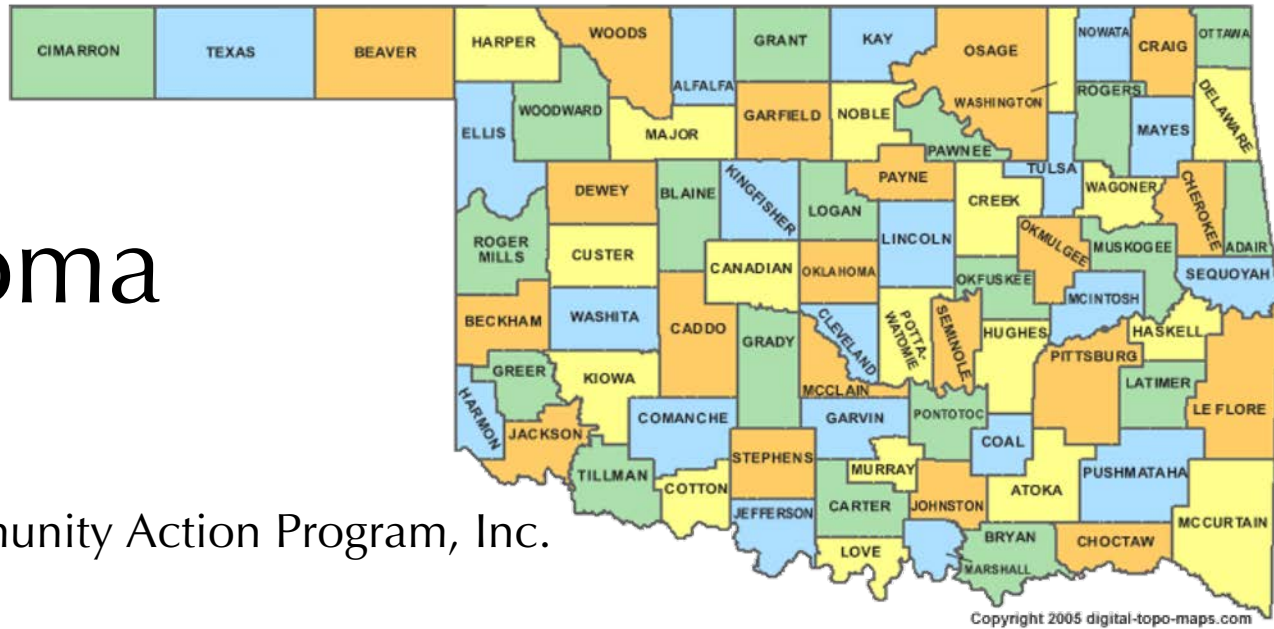 CIMARRON
TEXAS
BEAVER
HARPER
WOODS
ALFALFA
GRANT
KAY
OSAGE
WASHINGTON
NOWATA
CRAIG
OTTAWA
ELLIS
WOODWARD
MAJOR
GARFIELD
NOBLE
PAWNEE
ROGERS
MAYES
DELAWARE
DEWEY
BLAINE
KINGFISHER
LOGAN
PAYNE
CREEK
TULSA
WAGONER
CHEROKEE
ADAIR
oma
ROGER
MILLS
CUSTER
CANADIAN
OKLAHOMA
LINCOLN
OKMULGEE
MUSKOGEE
SEQUOYAH
BECKHAM
WASHITA
CADDO
GRADY
CLEVELAND
POTTA-
WATOMIE
SEMINOLE
OKFUSKEE
HUGHES
MCINTOSH
HASKELL
PITTSBURG
GREER
KIOWA
MCCLAIN
LATIMER
LE FLORE
HARMON
JACKSON
COMANCHE
GARVIN
PONTOTOC
COAL
TILLMAN
COTTON
STEPHENS
MURRAY
JOHNSTON
ATOKA
PUSHMATAHA
JEFFERSON
CARTER
LOVE
MARSHALL
BRYAN
CHOCTAW
MCCURTAIN
unity Action Program, Inc.
Copyright 2005 digital-topo-maps.com